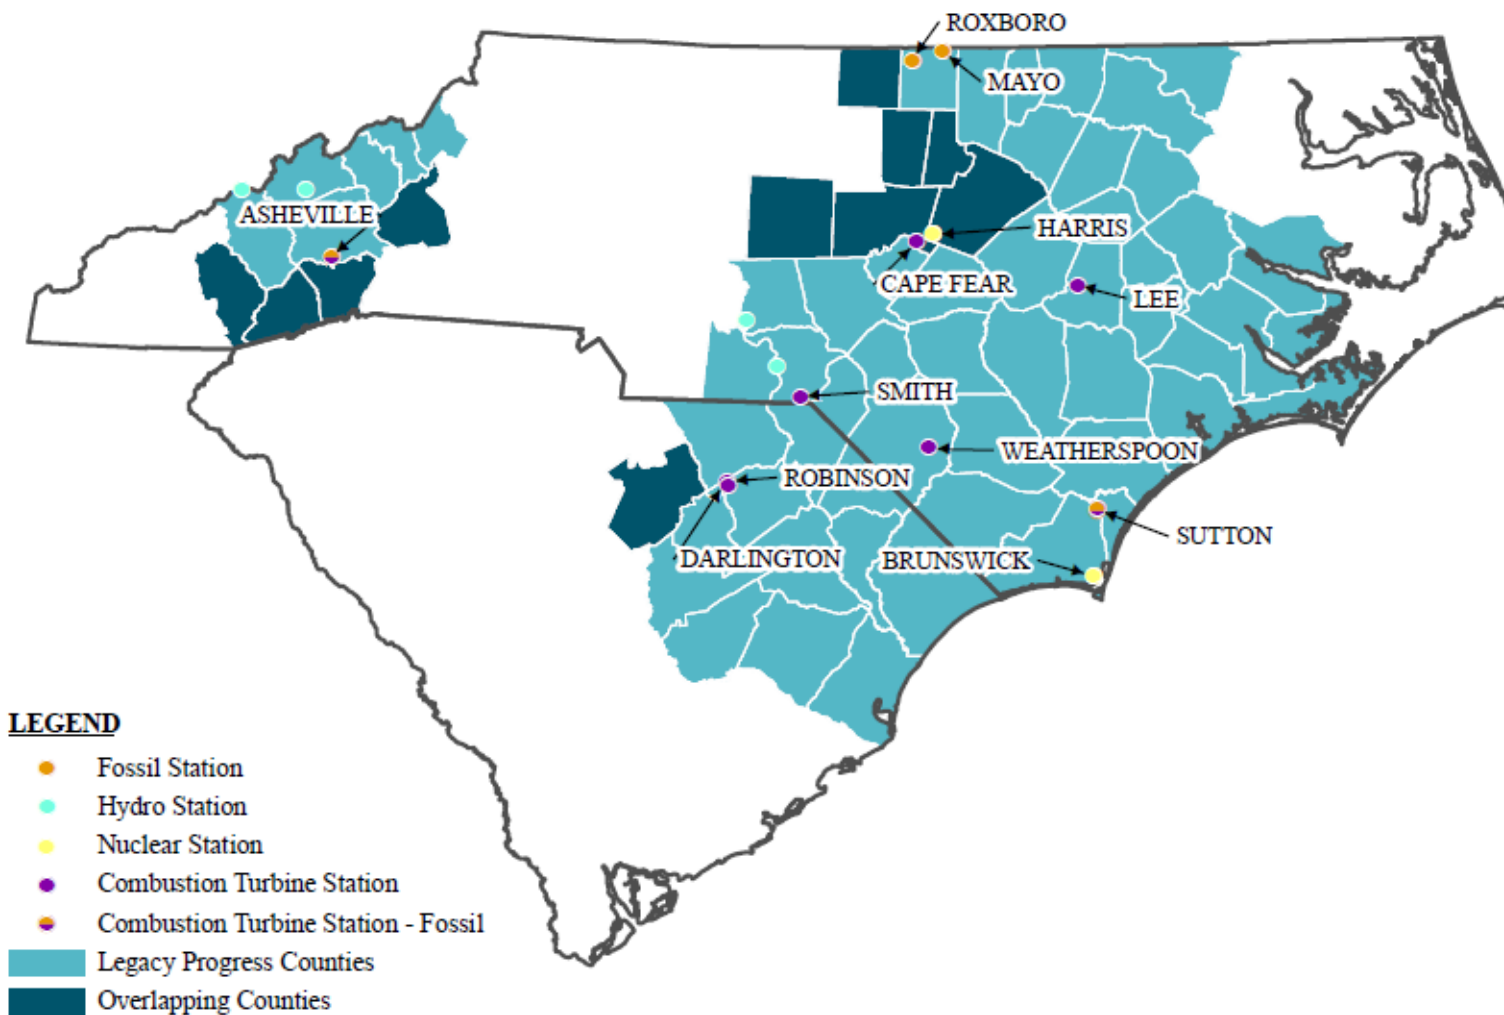 ROXBORO
MAYO
ASHEVILLE
HARRIS
CAPE FEAR
LEE
SMITH
WEATHERSPOON
ROBINSON
SUTTON
DARLINGTON
BRUNSWICK
LEGEND
Fossil Station
Hydro Station
Nuclear Station
Combustion Turbine Station
Combustion Turbine Station - Fossil
Legacy Progress Counties
Overlapping Counties